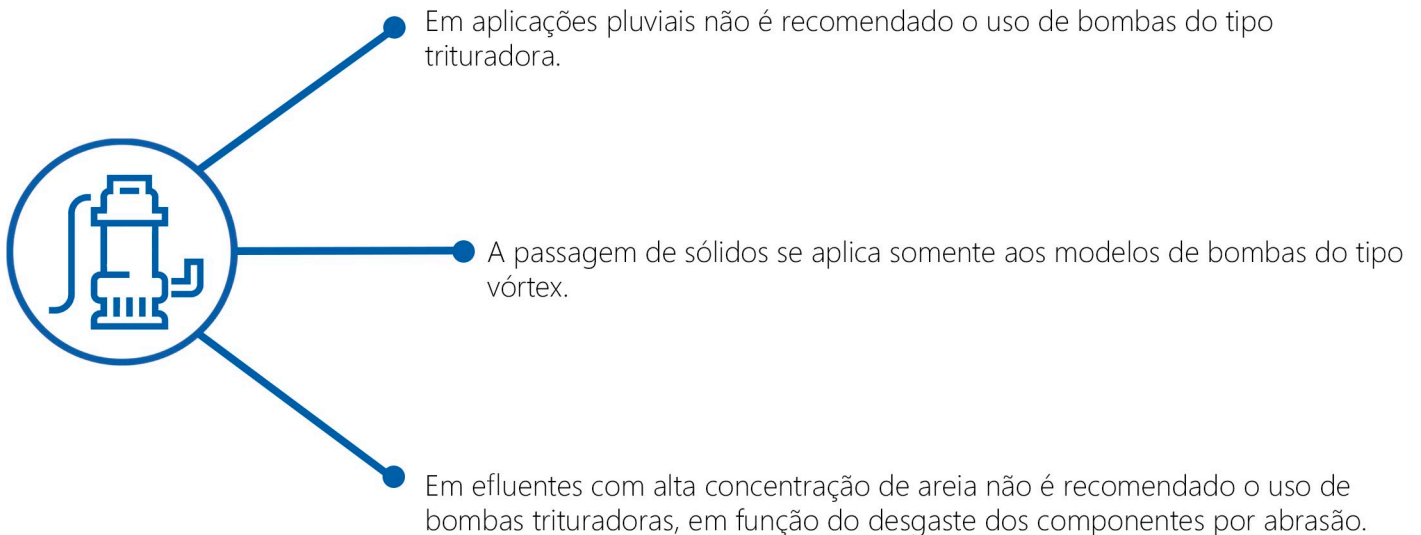 Em aplicações pluviais não é recomendado o uso de bombas do tipo
trituradora.
A passagem de sólidos se aplica somente aos modelos de bombas do tipo
vórtex.
Em efluentes com alta concentração de areia não é recomendado o uso de
bombas trituradoras, em função do desgaste dos componentes por abrasão.